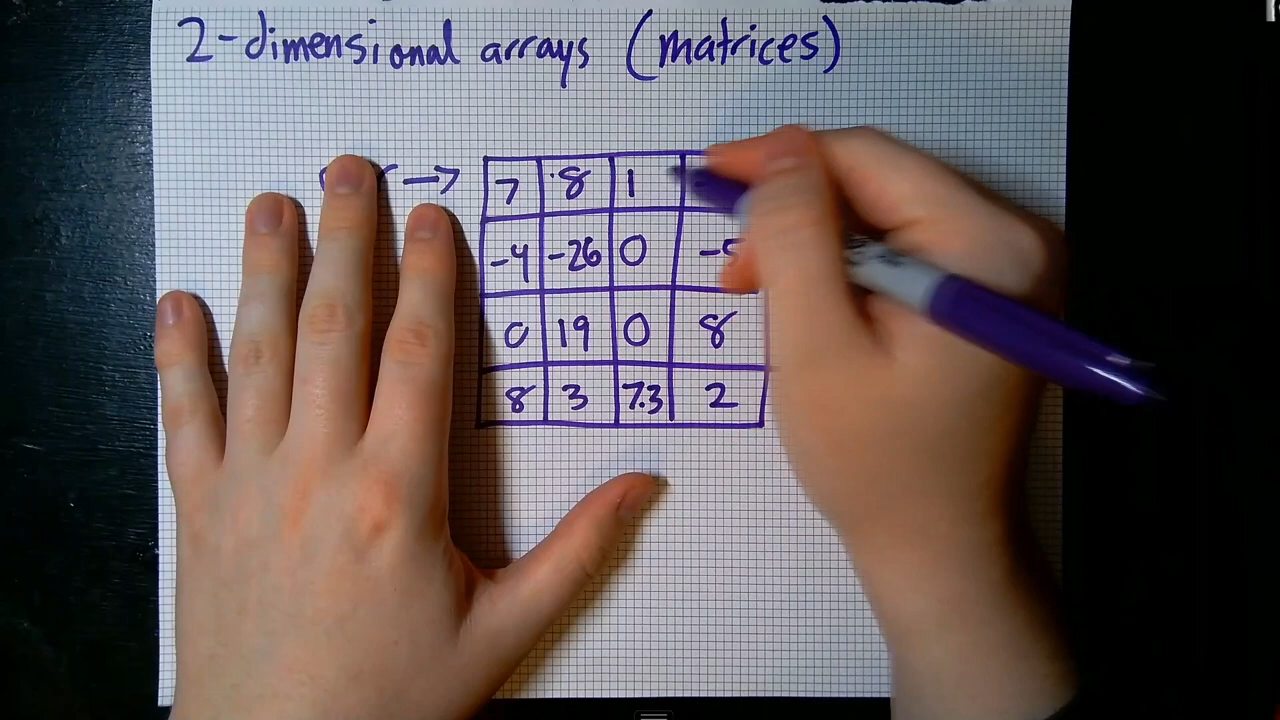 2-dimensional arrays (matrices)
→ 7 .8 1
-4 -26 0 -5
0 19 0 8
8 3 7.3 2